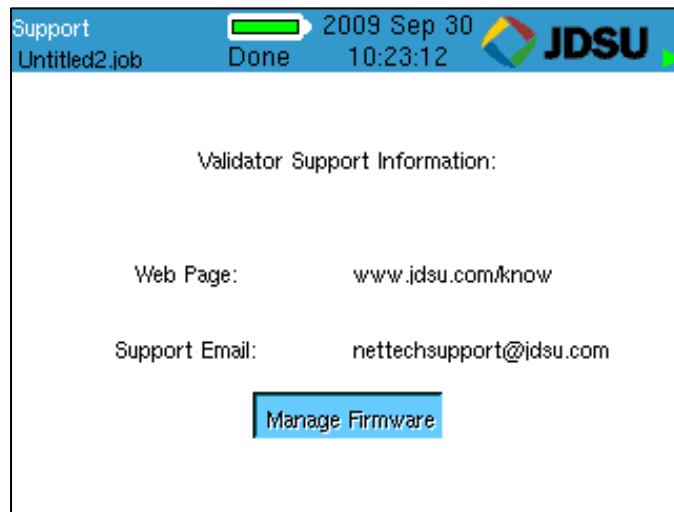 Support
2009 Sep 30
JDSU
Untitled2.job
Done
10:23:12
Validator Support Information:
Web Page:
www.jdsu.com/know
Support Email:
nettechsupport@jdsu.com
Manage Firmware